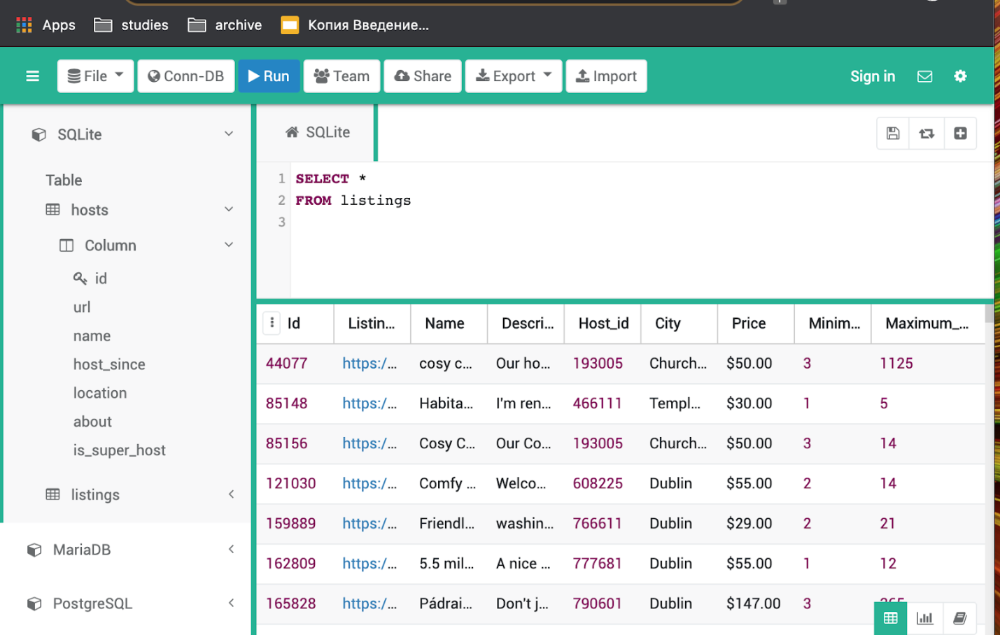 Apps studies archive Копия Введение...
File Conn-DB Run Team Share Export Import Sign in
SQLite
Table
hosts
Column
id
url
name
host_since
location
about
is_super_host
listings
MariaDB
PostgreSQL
SQLite
1 SELECT *
2 FROM listings
3
Id Listin... Name Descri... Host_id City Price Minim... Maximum_...
44077 https:/... cosy c... Our ho... 193005 Church... $50.00 3 1125
85148 https:/... Habita... I'm ren... 466111 Templ... $30.00 1 5
85156 https:/... Cosy C... Our Co... 193005 Church... $50.00 3 14
121030 https:/... Comfy ... Welco... 608225 Dublin $55.00 2 14
159889 https:/... Friendl... washin... 766611 Dublin $29.00 2 21
162809 https:/... 5.5 mil... A nice ... 777681 Dublin $55.00 1 12
165828 https:/... Pádrai... Don't j... 790601 Dublin $147.00 3